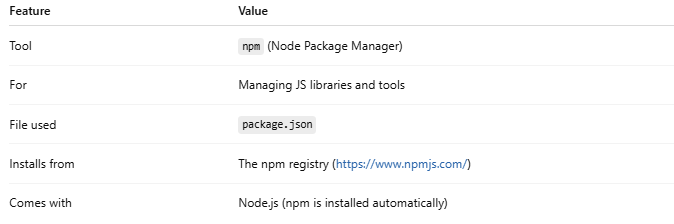 Feature Value
Tool npm (Node Package Manager)
For Managing JS libraries and tools
File used package.json
Installs from The npm registry (https://www.npmjs.com/)
Comes with Node.js (npm is installed automatically)